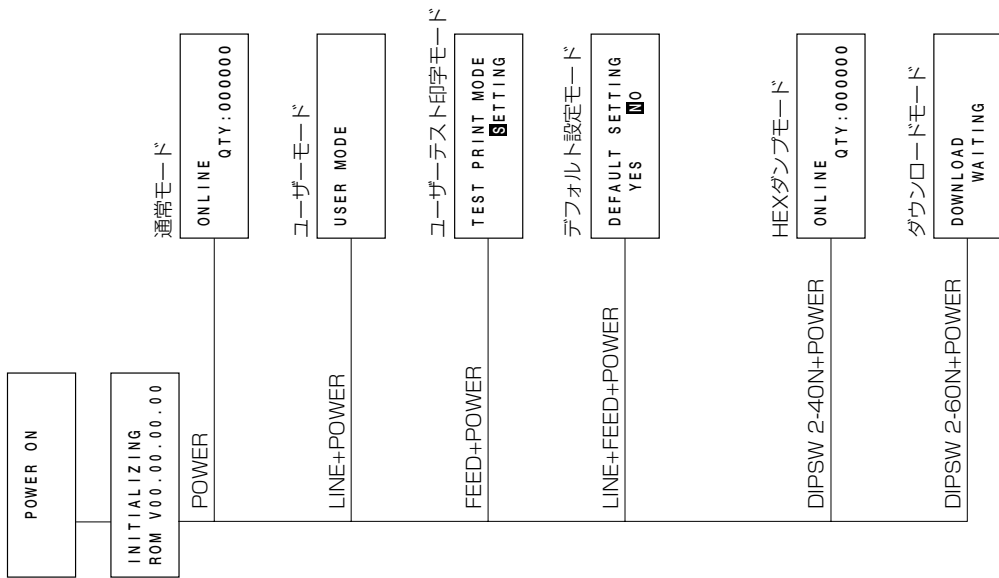 POWER ON
INITIALIZING
ROM V00.00.00.00
POWER
通常モード
ONLINE
QTY:000000
LINE+POWER
ユーザーモード
USER MODE
FEED+POWER
ユーザーテスト印字モード
TEST PRINT MODE
SETTING
LINE+FEED+POWER
デフォルト設定モード
DEFAULT SETTING
YES NO
DIPSW 2-4ON+POWER
HEXダンプモード
ONLINE
QTY:000000
DIPSW 2-6ON+POWER
ダウンロードモード
DOWNLOAD
WAITING